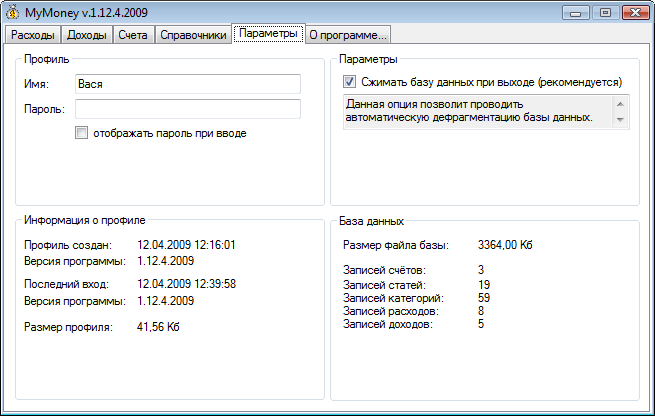 MyMoney v.1.12.4.2009
Расходы Доходы Счета Справочники Параметры О программе...
Профиль
Имя: Вася
Пароль:
отображать пароль при вводе
Параметры
Сжимать базу данных при выходе (рекомендуется)
Данная опция позволит проводить
автоматическую дефрагментацию базы данных.
Информация о профиле
Профиль создан: 12.04.2009 12:16:01
Версия программы: 1.12.4.2009
Последний вход: 12.04.2009 12:39:58
Версия программы: 1.12.4.2009
Размер профиля: 41,56 Кб
База данных
Размер файла базы: 3364,00 Кб
Записей счётов: 3
Записей статей: 19
Записей категорий: 59
Записей расходов: 8
Записей доходов: 5